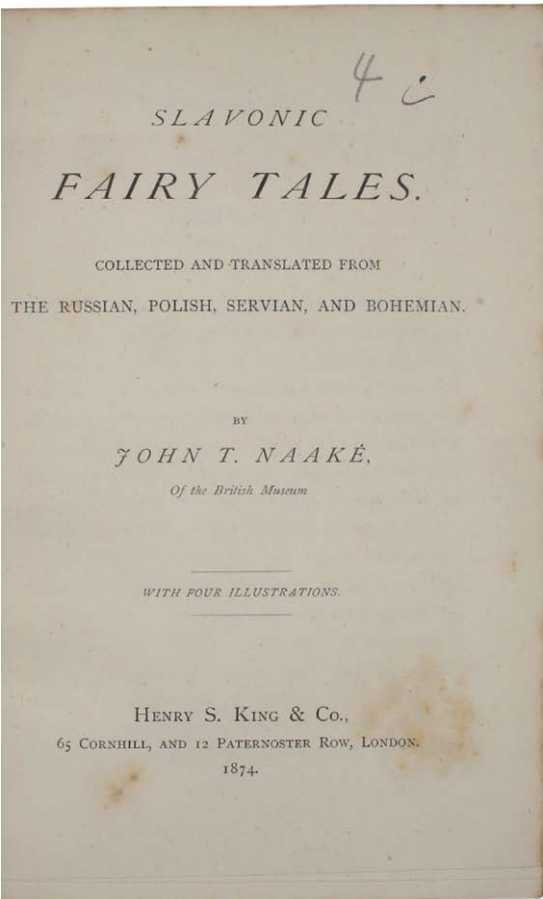 4 c
SLAVONIC
FAIRY TALES.
COLLECTED AND TRANSLATED FROM
THE RUSSIAN, POLISH, SERVIAN, AND BOHEMIAN.
BY
JOHN T. NAAKÉ,
Of the British Museum
WITH FOUR ILLUSTRATIONS.
HENRY S. KING & CO.,
65 CORNHILL, AND 12 PATERNOSTER ROW, LONDON.
1874.